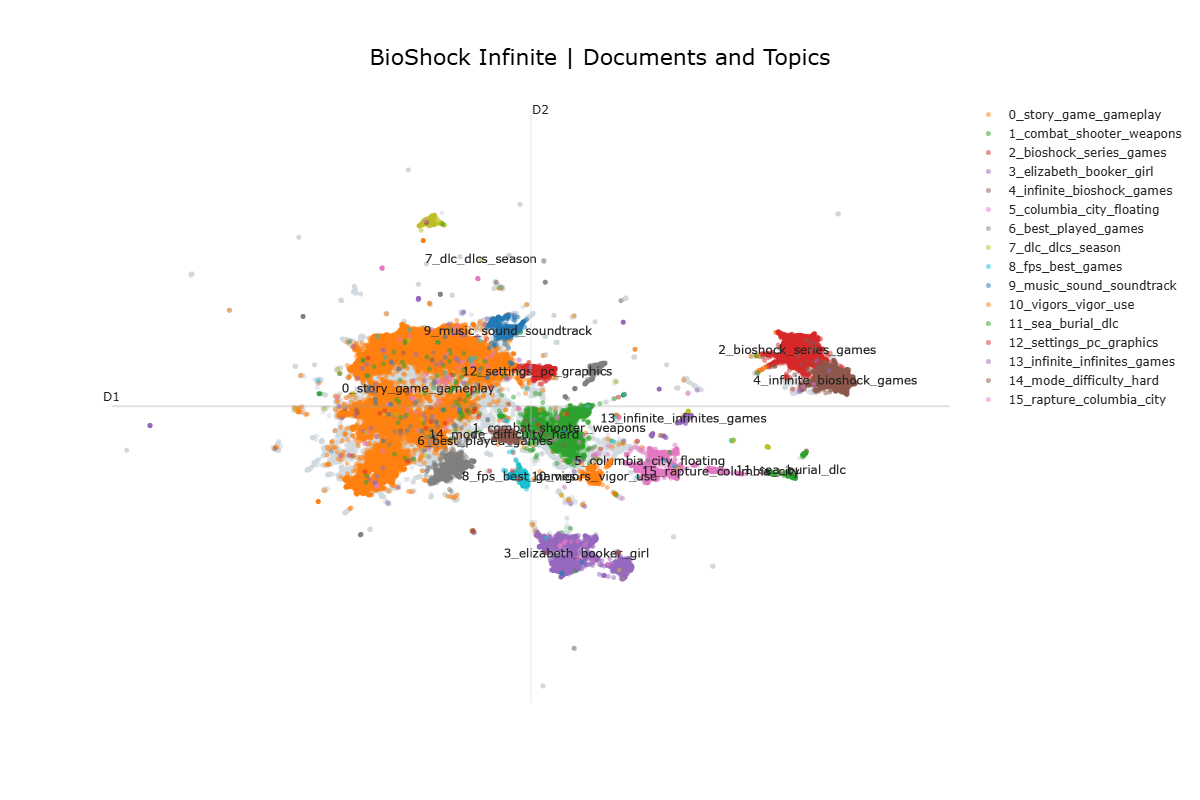 BioShock Infinite | Documents and Topics
D2
0_story_game_gameplay
1_combat_shooter_weapons
2_bioshock_series_games
3_elizabeth_booker_girl
4_infinite_bioshock_games
5_columbia_city_floating
6_best_played_games
7_dlc_dlcs_season
8_fps_best_games
9_music_sound_soundtrack
10_vigors_vigor_use
11_sea_burial_dlc
12_settings_pc_graphics
13_infinite_infinites_games
14_mode_difficulty_hard
15_rapture_columbia_city
7_dlc_dlcs_season
9_music_sound_soundtrack
2_bioshock_series_games
12_settings_pc_graphics
4_infinite_bioshock_games
0_story_game_gameplay
D1
13_infinite_infinites_games
1_combat_shooter_weapons
14_mode_difficulty_hard
6_best_played_games
5_columbia_city_floating
15_rapture_columbia_city
11_sea_burial_dlc
8_fps_best_games
10_vigors_vigor_use
3_elizabeth_booker_girl